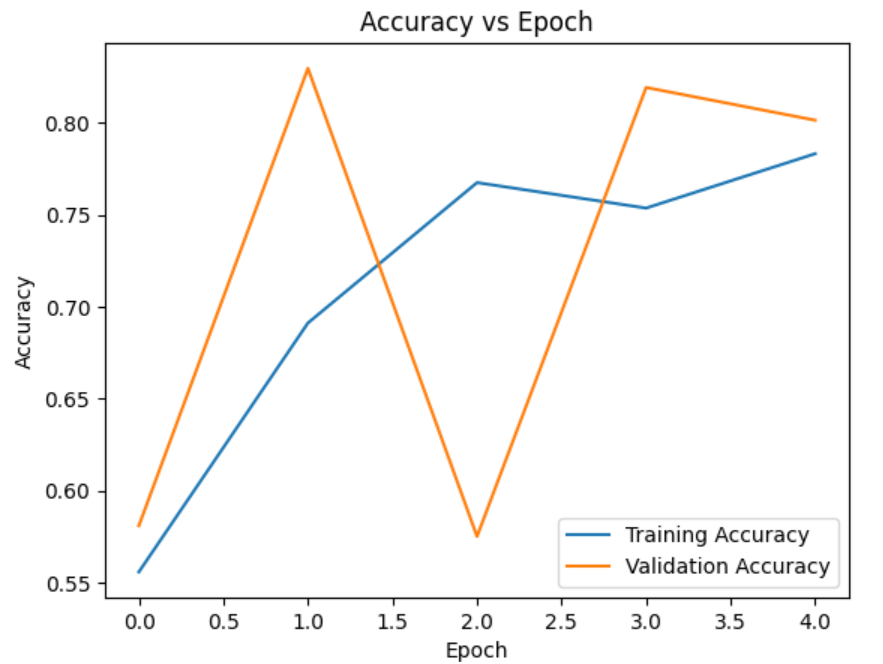 Accuracy vs Epoch
Accuracy
0.80
0.75
0.70
0.65
0.60
0.55
Training Accuracy
Validation Accuracy
0.0 0.5 1.0 1.5 2.0 2.5 3.0 3.5 4.0
Epoch